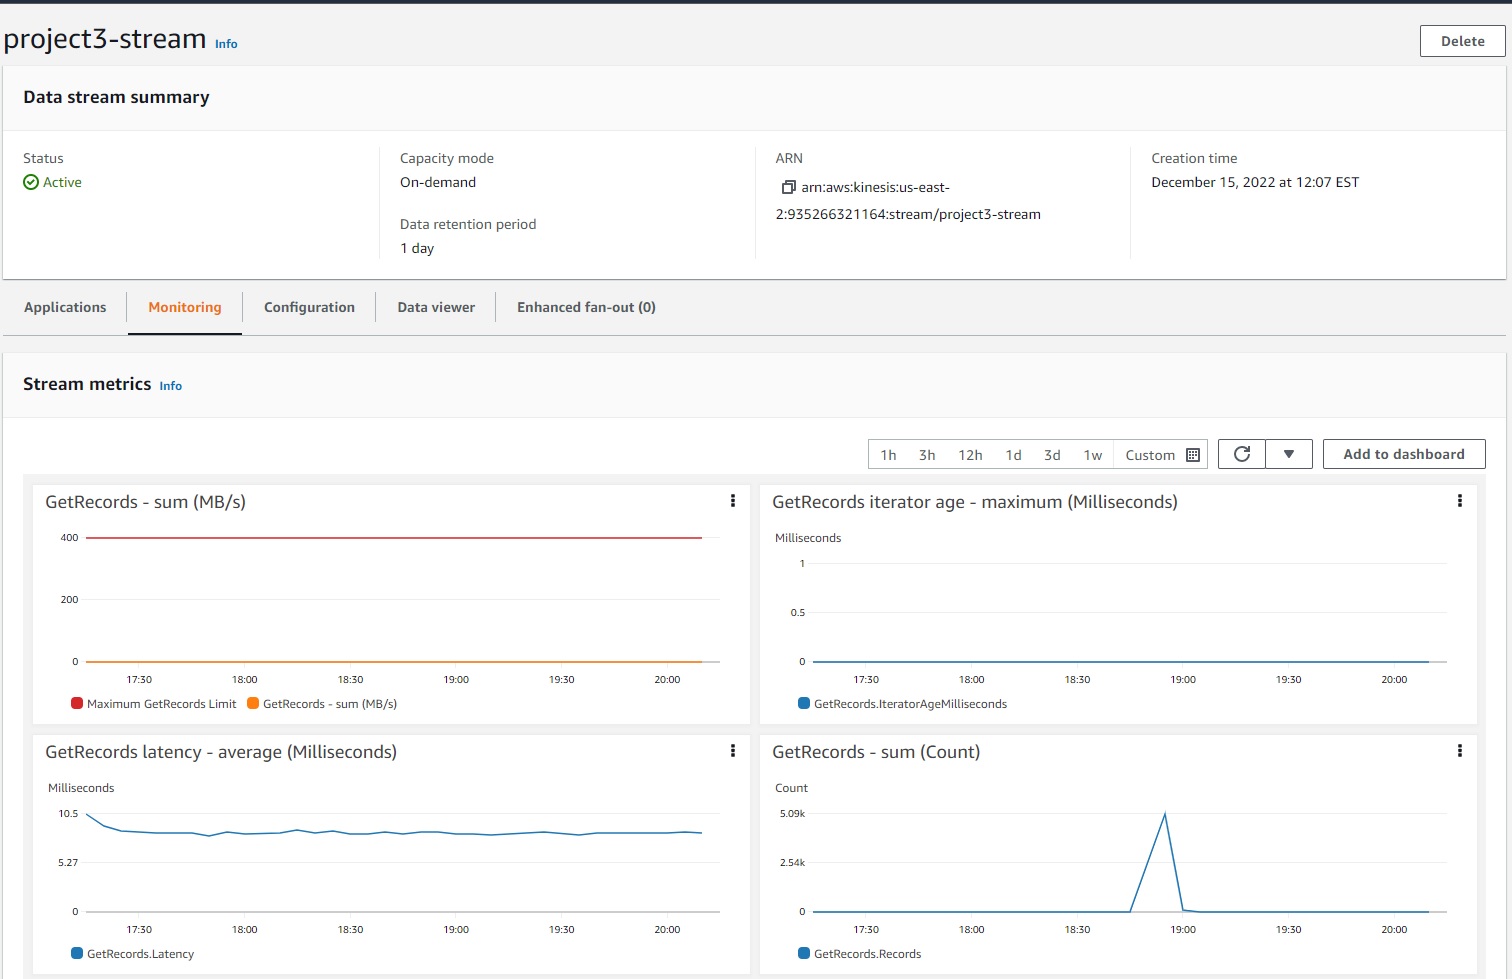 project3-stream Info
Delete
Data stream summary
Status
Active
Capacity mode
On-demand
Data retention period
1 day
ARN
arn:aws:kinesis:us-east-
2:935266321164:stream/project3-stream
Creation time
December 15, 2022 at 12:07 EST
Applications Monitoring Configuration Data viewer Enhanced fan-out (0)
Stream metrics Info
1h 3h 12h 1d 3d 1w Custom Add to dashboard
GetRecords - sum (MB/s)
400
200
0
17:30 18:00 18:30 19:00 19:30 20:00
Maximum GetRecords Limit GetRecords - sum (MB/s)
GetRecords iterator age - maximum (Milliseconds)
Milliseconds
1
0.5
0
17:30 18:00 18:30 19:00 19:30 20:00
GetRecords.IteratorAgeMilliseconds
GetRecords latency - average (Milliseconds)
Milliseconds
10.5
5.27
0
17:30 18:00 18:30 19:00 19:30 20:00
GetRecords.Latency
GetRecords - sum (Count)
Count
5.09k
2.54k
0
17:30 18:00 18:30 19:00 19:30 20:00
GetRecords.Records